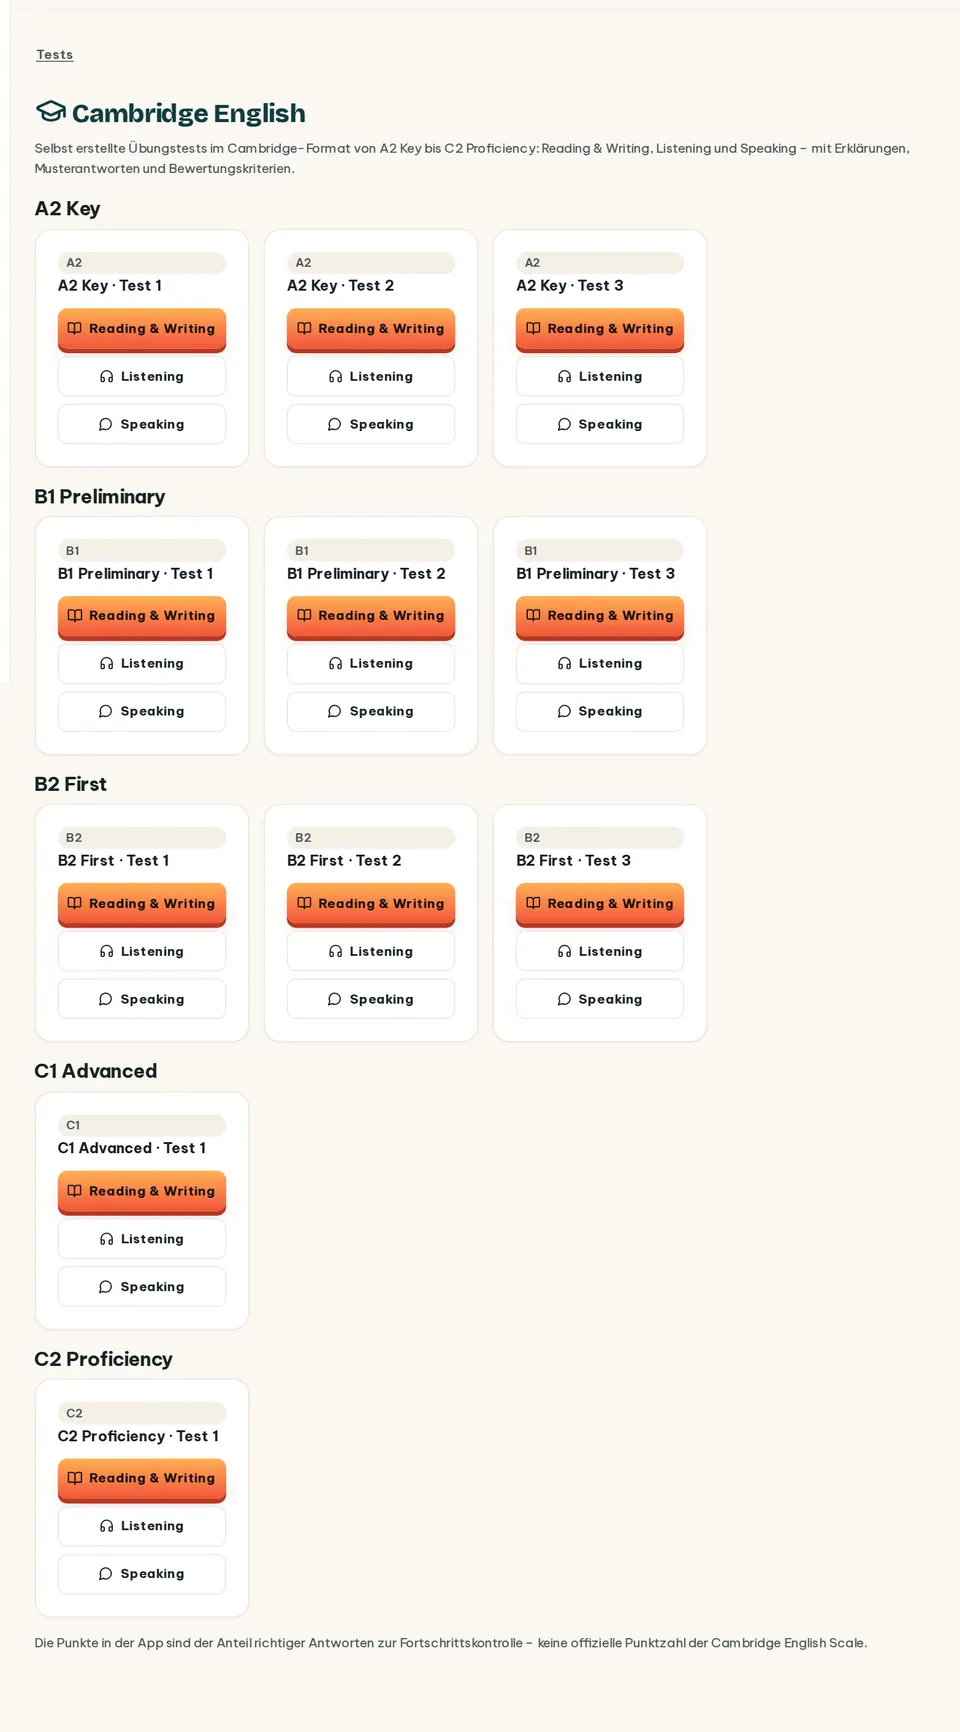 Tests
Cambridge English
Selbst erstellte Übungstests im Cambridge-Format von A2 Key bis C2 Proficiency: Reading & Writing, Listening und Speaking – mit Erklärungen,
Musterantworten und Bewertungskriterien.
A2 Key
A2
A2 Key · Test 1
Reading & Writing
Listening
Speaking
A2
A2 Key · Test 2
Reading & Writing
Listening
Speaking
A2
A2 Key · Test 3
Reading & Writing
Listening
Speaking
B1 Preliminary
B1
B1 Preliminary · Test 1
Reading & Writing
Listening
Speaking
B1
B1 Preliminary · Test 2
Reading & Writing
Listening
Speaking
B1
B1 Preliminary · Test 3
Reading & Writing
Listening
Speaking
B2 First
B2
B2 First · Test 1
Reading & Writing
Listening
Speaking
B2
B2 First · Test 2
Reading & Writing
Listening
Speaking
B2
B2 First · Test 3
Reading & Writing
Listening
Speaking
C1 Advanced
C1
C1 Advanced · Test 1
Reading & Writing
Listening
Speaking
C2 Proficiency
C2
C2 Proficiency · Test 1
Reading & Writing
Listening
Speaking
Die Punkte in der App sind der Anteil richtiger Antworten zur Fortschrittskontrolle – keine offizielle Punktzahl der Cambridge English Scale.